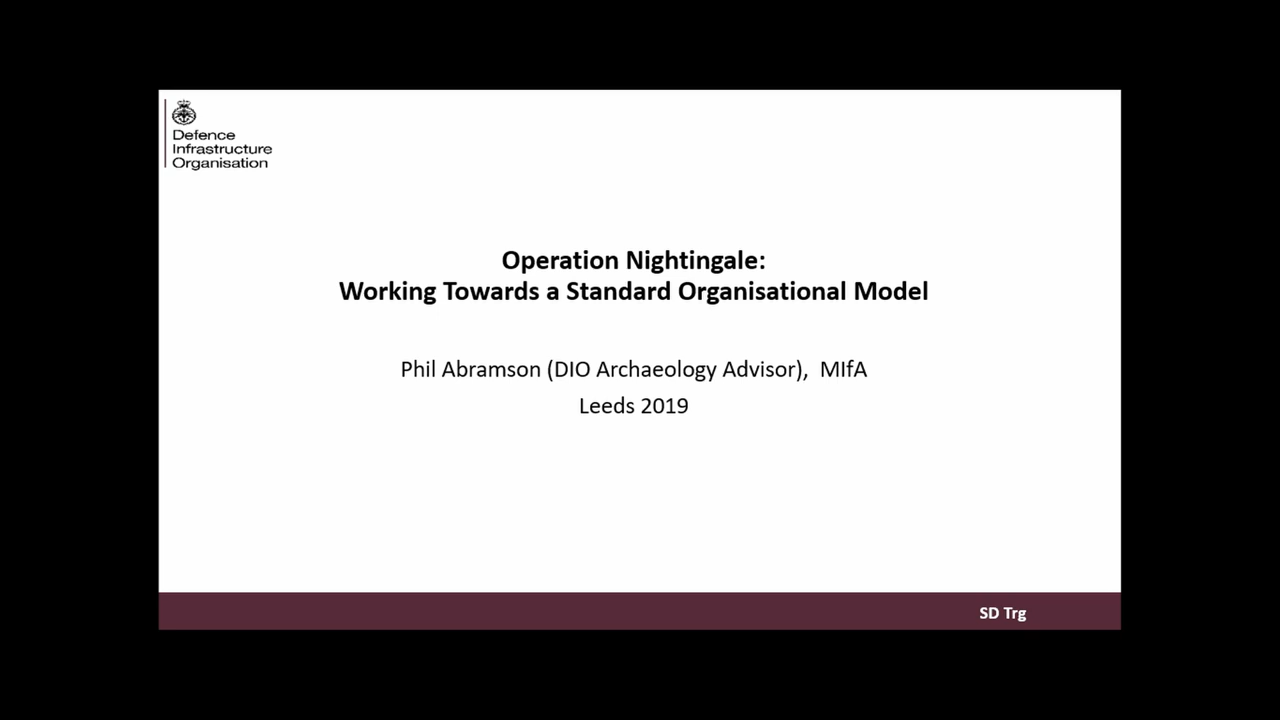 Defence
Infrastructure
Organisation
Operation Nightingale:
Working Towards a Standard Organisational Model
Phil Abramson (DIO Archaeology Advisor), MIfA
Leeds 2019
SD Trg